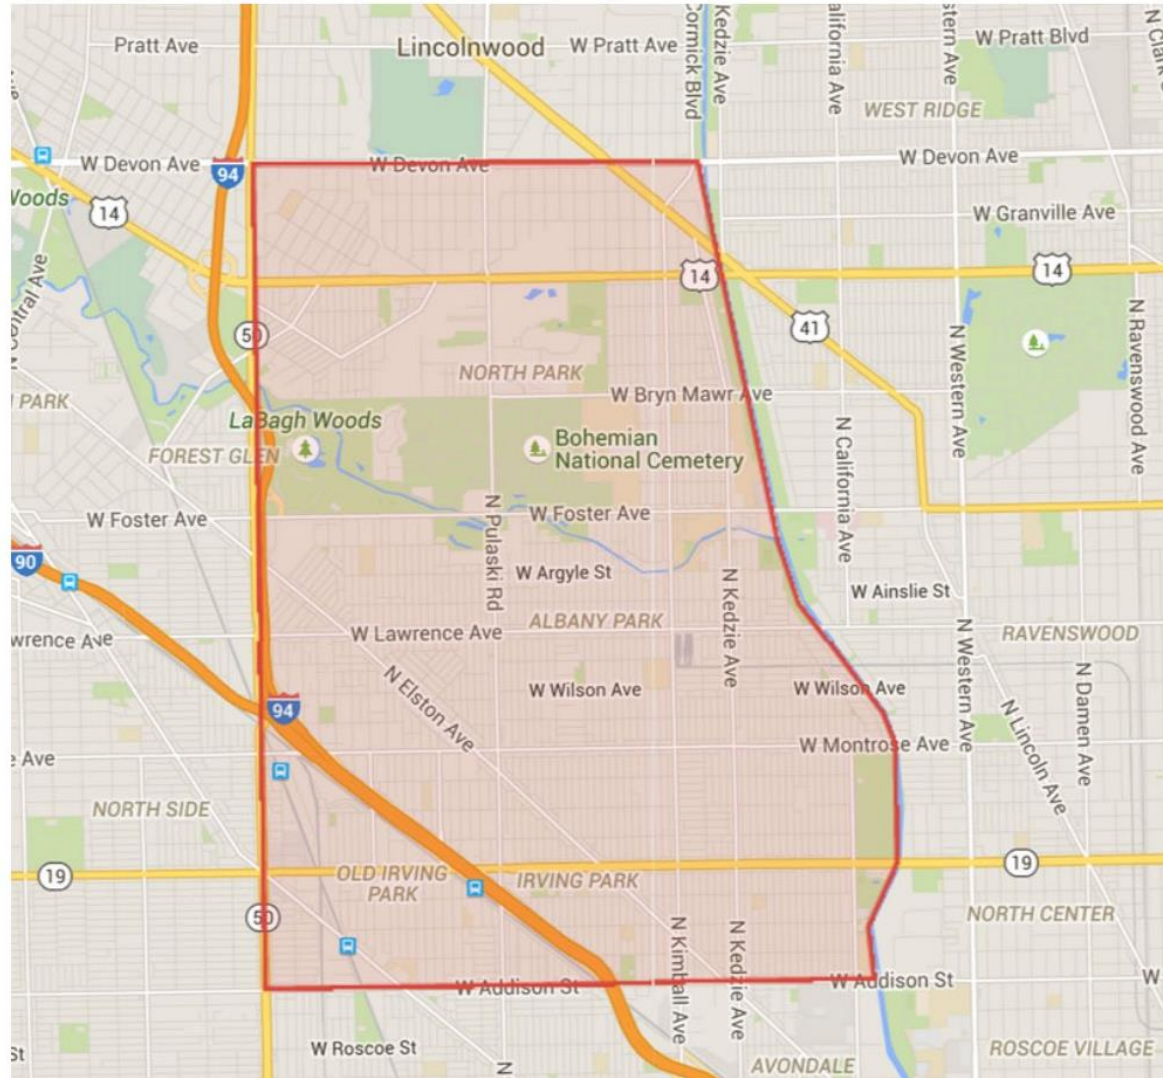 Pratt Ave
Lincolnwood
W Pratt Ave
Cormick Blvd
Kedzie Ave
California Ave
W Pratt Blvd
WEST RIDGE
W Devon Ave
94
W Devon Ave
W Devon Ave
Woods
14
W Granville Ave
14
14
50
41
N Ravenswood Ave
N Western Ave
NORTH PARK
W Bryn Mawr Ave
PARK
LaBagh Woods
N California Ave
FOREST GLEN
Bohemian
National Cemetery
W Foster Ave
N Pulaski Rd
W Foster Ave
90
W Argyle St
N Kedzie Ave
W Ainslie St
ALBANY PARK
W Lawrence Ave
RAVENSWOOD
N Western Ave
N Elston Ave
W Wilson Ave
W Wilson Ave
N Damen Ave
N Lincoln Ave
94
W Montrose Ave
Ave
NORTH SIDE
19
OLD IRVING
PARK
IRVING PARK
19
50
N Kimball Ave
N Kedzie Ave
NORTH CENTER
W Addison St
W Addison St
W
St
W Roscoe St
N
AVONDALE
ROSCOE VILLAGE